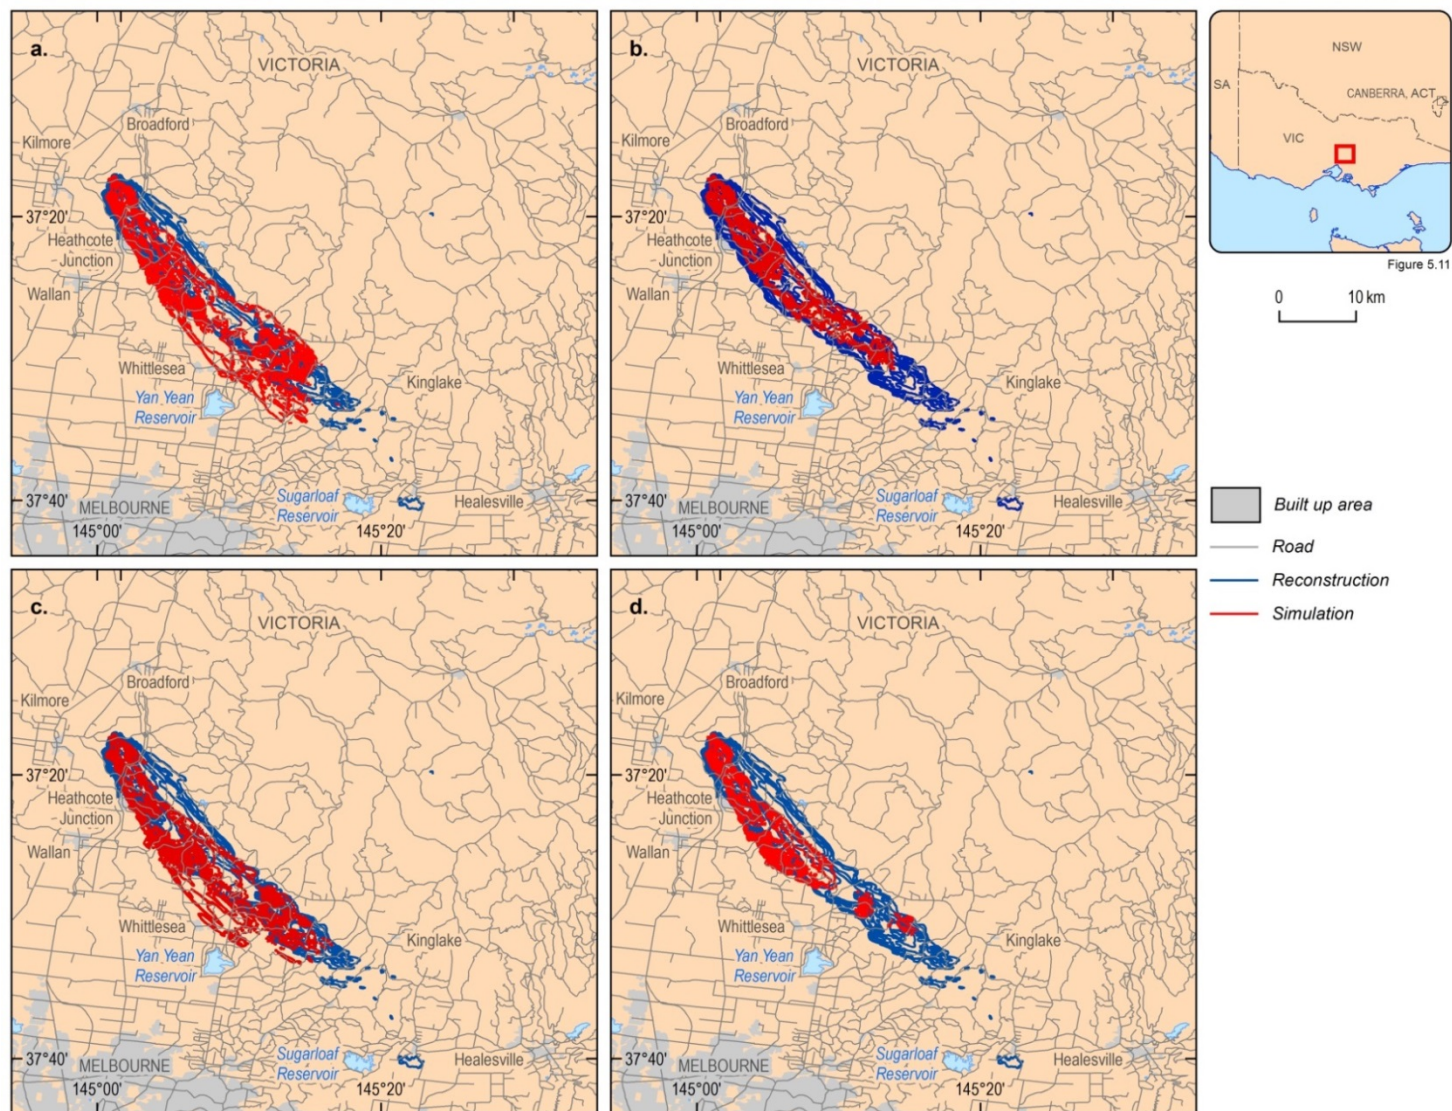 a.
VICTORIA
Broadford
Kilmore
37°20'
Heathcote
Junction
Wallan
Whittlesea
Kinglake
Yan Yean
Reservoir
37°40'
MELBOURNE
Sugarloaf
Reservoir
Healesville
145°00'
145°20'
b.
VICTORIA
Broadford
Kilmore
37°20'
Heathcote
Junction
Wallan
Whittlesea
Kinglake
Yan Yean
Reservoir
37°40'
MELBOURNE
Sugarloaf
Reservoir
Healesville
145°00'
145°20'
NSW
SA
CANBERRA, ACT
VIC
Figure 5.11
0 10 km
Built up area
Road
Reconstruction
Simulation
c.
VICTORIA
Broadford
Kilmore
37°20'
Heathcote
Junction
Wallan
Whittlesea
Kinglake
Yan Yean
Reservoir
37°40'
MELBOURNE
Sugarloaf
Reservoir
Healesville
145°00'
145°20'
d.
VICTORIA
Broadford
Kilmore
37°20'
Heathcote
Junction
Wallan
Whittlesea
Kinglake
Yan Yean
Reservoir
37°40'
MELBOURNE
Sugarloaf
Reservoir
Healesville
145°00'
145°20'